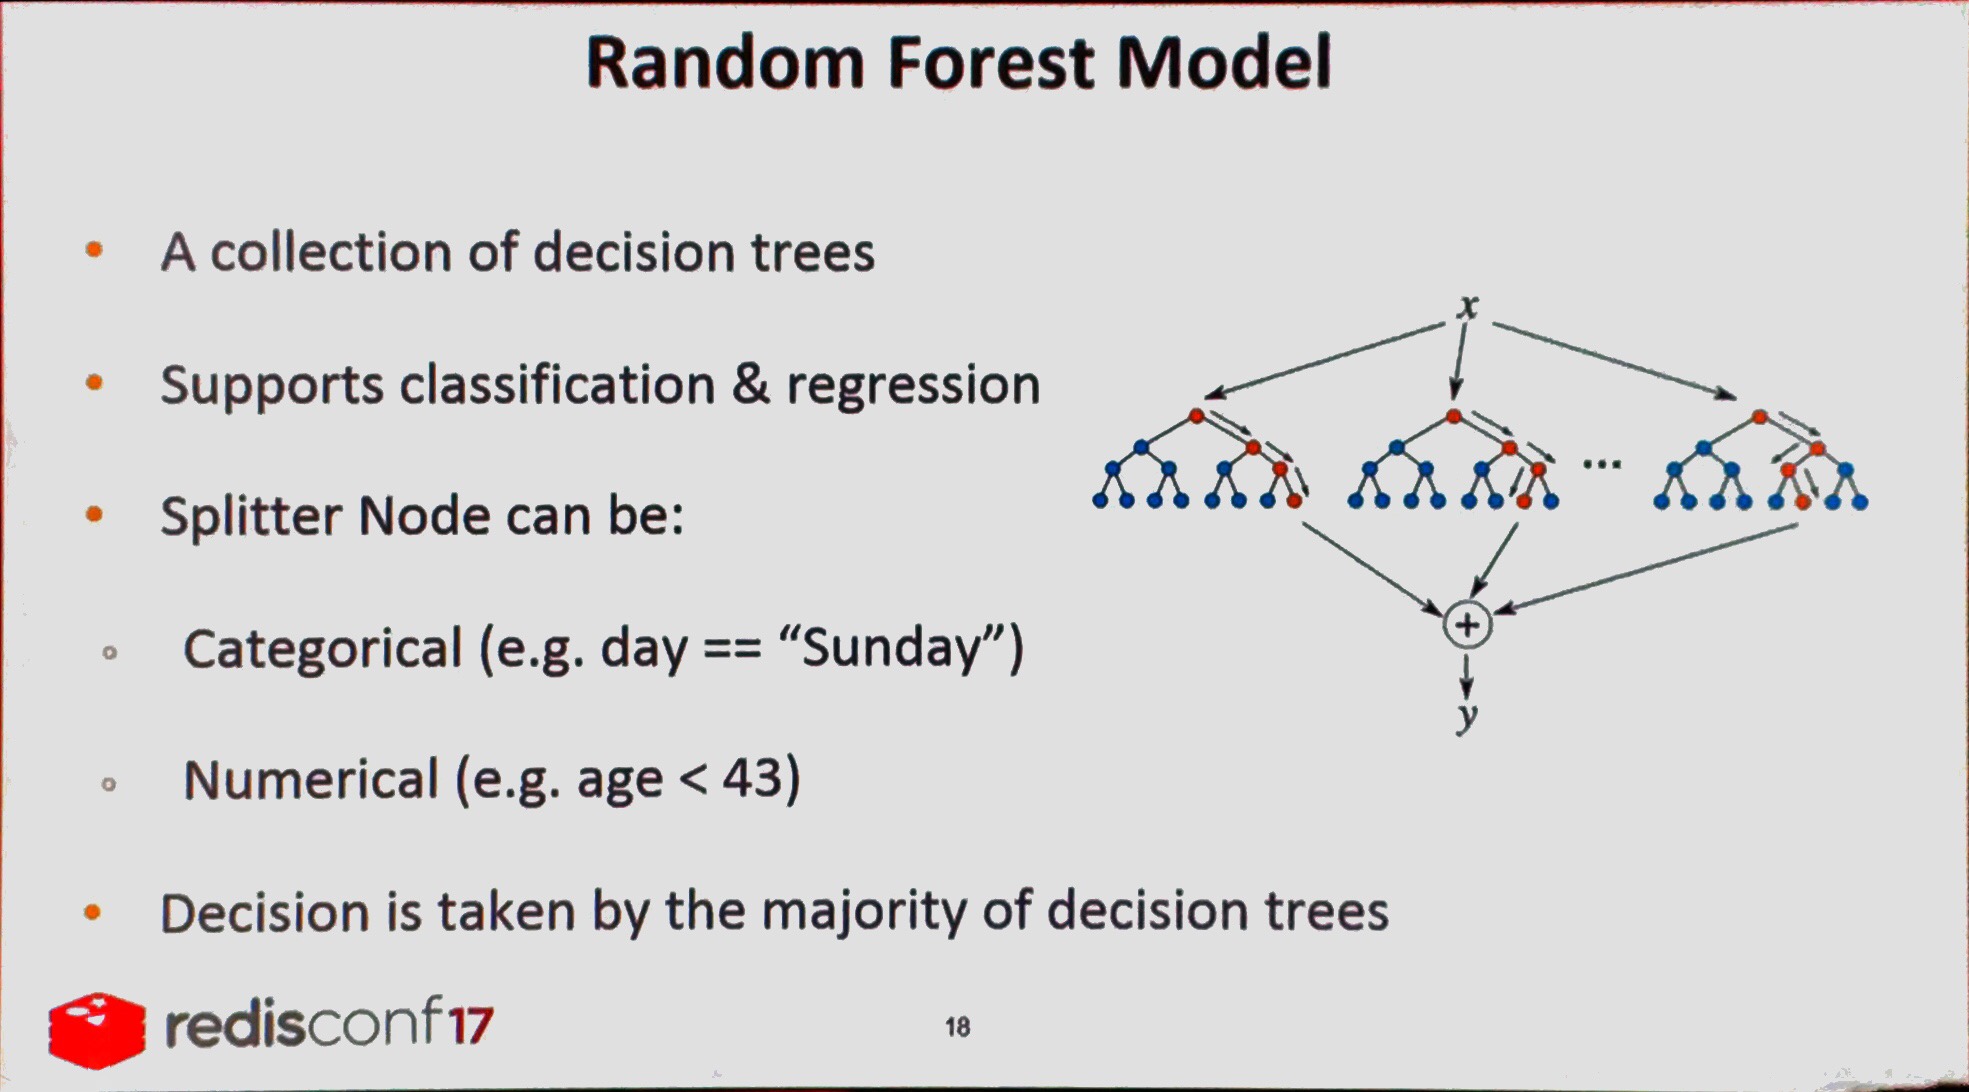 Random Forest Model
• A collection of decision trees
• Supports classification & regression
• Splitter Node can be:
◦ Categorical (e.g. day == “Sunday”)
◦ Numerical (e.g. age < 43)
• Decision is taken by the majority of decision trees
x
...
+
y
redisconf17
18